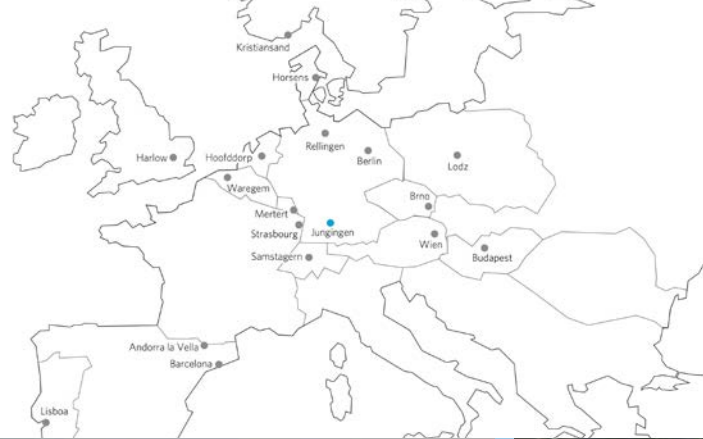 Kristiansand
Horsens
Rellingen
Berlin
Harlow
Hoofddorp
Lodz
Waregem
Brno
Mertert
Strasbourg
Jungingen
Wien
Samstagern
Budapest
Andorra la Vella
Barcelona
Lisboa